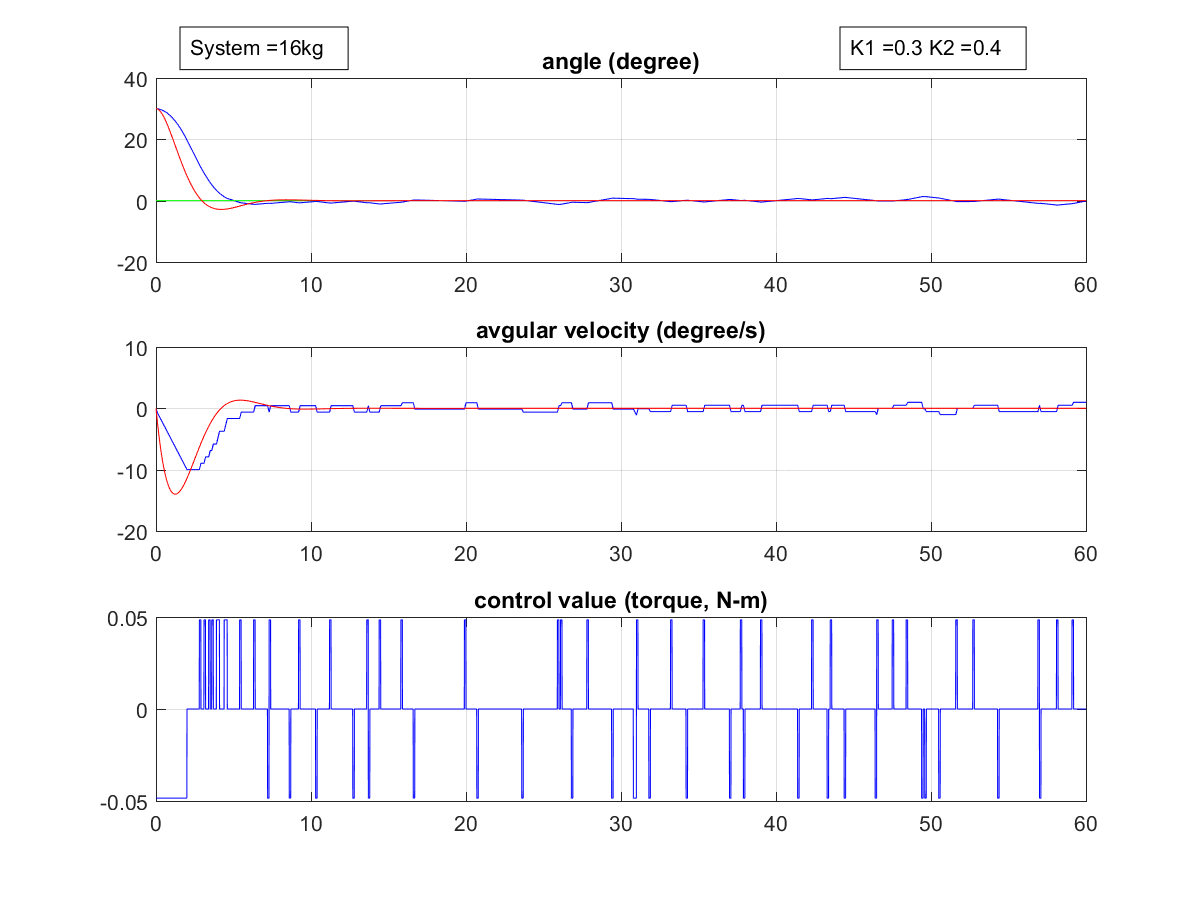 System =16kg
K1 =0.3 K2 =0.4
angle (degree)
40
20
0
-20
0 10 20 30 40 50 60
avgular velocity (degree/s)
10
0
-10
-20
0 10 20 30 40 50 60
control value (torque, N-m)
0.05
0
-0.05
0 10 20 30 40 50 60